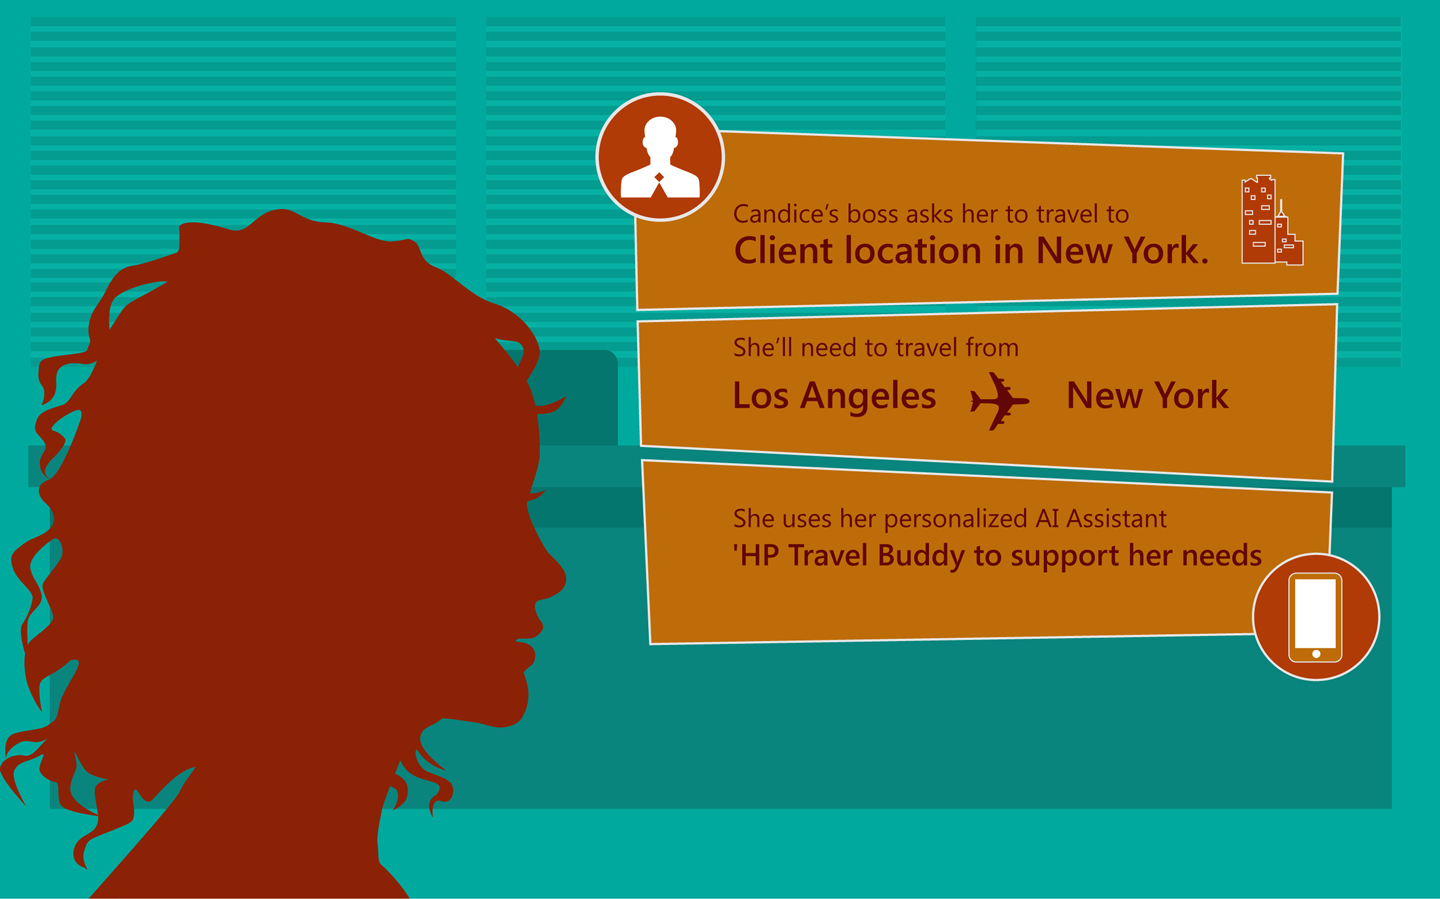 Candice’s boss asks her to travel to
Client location in New York.
She’ll need to travel from
Los Angeles New York
She uses her personalized AI Assistant
'HP Travel Buddy to support her needs